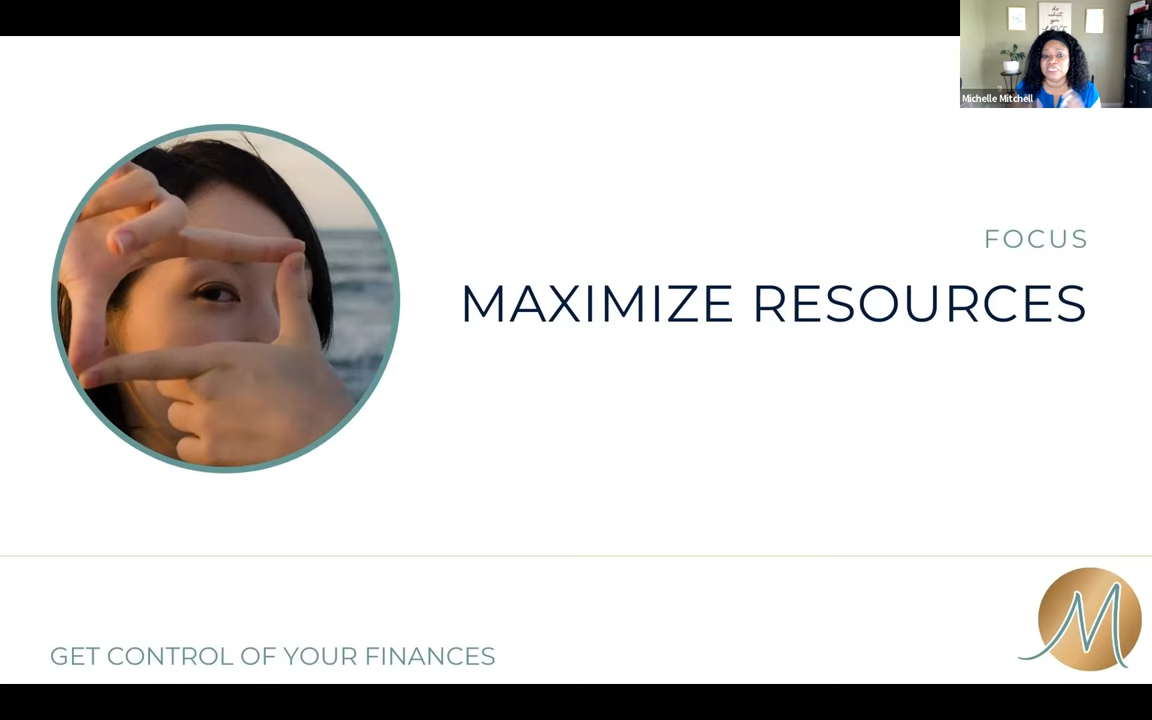 Michelle Mitchell
FOCUS
MAXIMIZE RESOURCES
GET CONTROL OF YOUR FINANCES
M